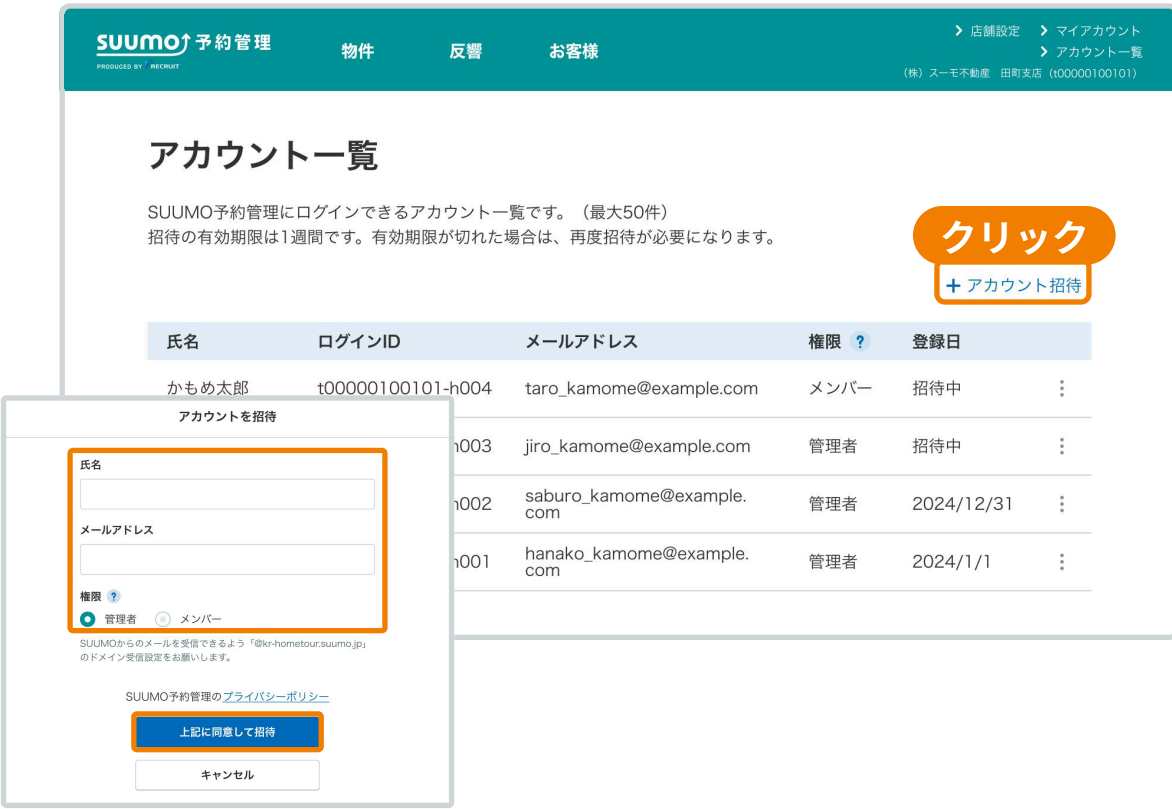 SUUMO 予約管理
PRODUCED BY RECRUIT
物件
反響
お客様
店舗設定
マイアカウント
アカウント一覧
(株)スーモ不動産 田町支店(t00000100101)
アカウント一覧
SUUMO予約管理にログインできるアカウント一覧です。(最大50件)
招待の有効期限は1週間です。有効期限が切れた場合は、再度招待が必要になります。
クリック
+ アカウント招待
氏名 ログインID メールアドレス 権限 ? 登録日
かもめ太郎 t00000100101-h004 taro_kamome@example.com メンバー 招待中
h003 jiro_kamome@example.com 管理者 招待中
h002 saburo_kamome@example.
com 管理者 2024/12/31
h001 hanako_kamome@example.
com 管理者 2024/1/1
アカウントを招待
氏名
メールアドレス
権限 ?
管理者 メンバー
SUUMOからのメールを受信できるよう「@kr-hometour.suumo.jp」
のドメイン受信設定をお願いします。
SUUMO予約管理のプライバシーポリシー
上記に同意して招待
キャンセル